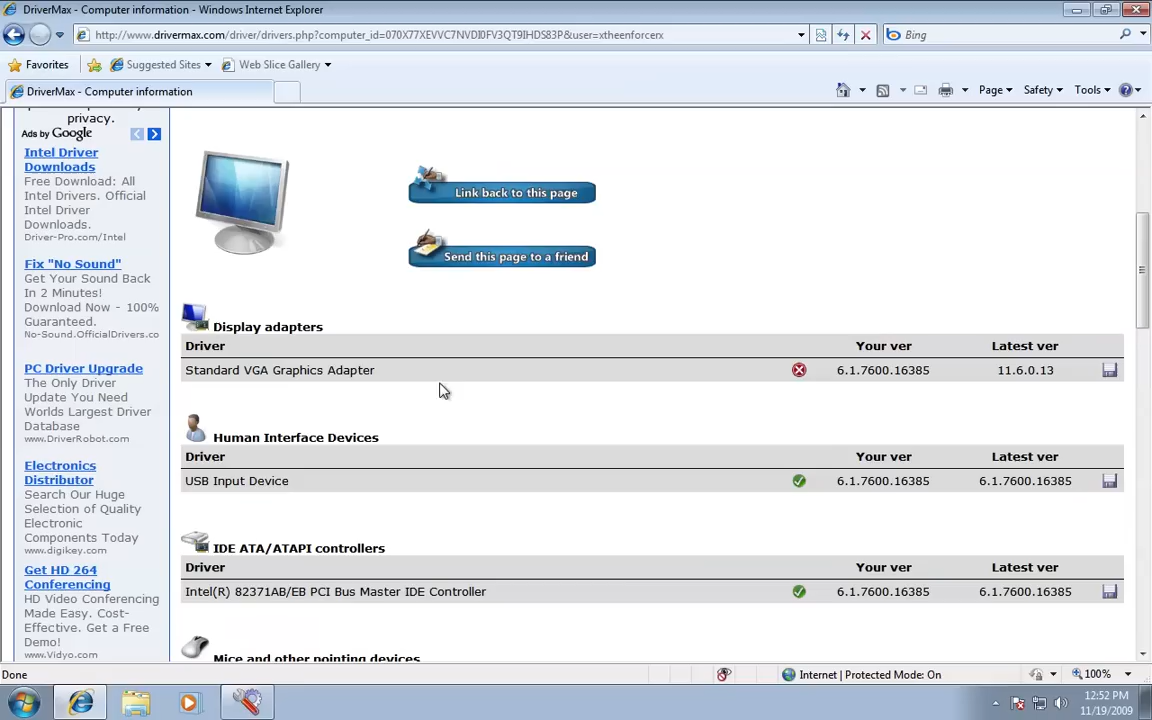 DriverMax - Computer information - Windows Internet Explorer
http://www.drivermax.com/driver/drivers.php?computer_id=070X77XEVVC7NVDI0FV3QT9IHDS83P&user=xtheenforcerx
Bing
Favorites
Suggested Sites
Web Slice Gallery
DriverMax - Computer information
Page
Safety
Tools
privacy.
Ads by Google
Intel Driver
Downloads
Free Download: All
Intel Drivers. Official
Intel Driver
Downloads.
Driver-Pro.com/Intel
Fix "No Sound"
Get Your Sound Back
In 2 Minutes!
Download Now - 100%
Guaranteed.
No-Sound.OfficialDrivers.co
PC Driver Upgrade
The Only Driver
Update You Need
Worlds Largest Driver
Database
www.DriverRobot.com
Electronics
Distributor
Search Our Huge
Selection of Quality
Electronic
Components Today
www.digikey.com
Get HD 264
Conferencing
HD Video Conferencing
Made Easy. Cost-
Effective. Get a Free
Demo!
www.Vidyo.com
Link back to this page
Send this page to a friend
Display adapters
Driver Your ver Latest ver
Standard VGA Graphics Adapter 6.1.7600.16385 11.6.0.13
Human Interface Devices
Driver Your ver Latest ver
USB Input Device 6.1.7600.16385 6.1.7600.16385
IDE ATA/ATAPI controllers
Driver Your ver Latest ver
Intel(R) 82371AB/EB PCI Bus Master IDE Controller 6.1.7600.16385 6.1.7600.16385
Mice and other pointing devices
Done
Internet | Protected Mode: On
100%
12:52 PM
11/19/2009